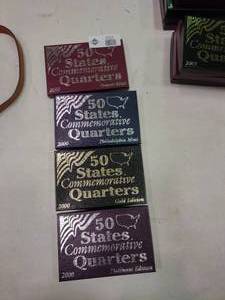 50
States
Commemorative
Quarters
50
States
Commemorative
Quarters
2000
Philadelphia Mint
50
States
Commemorative
Quarters
2000
Gold Edition
50
States
Commemorative
Quarters
2000
Platinum Edition